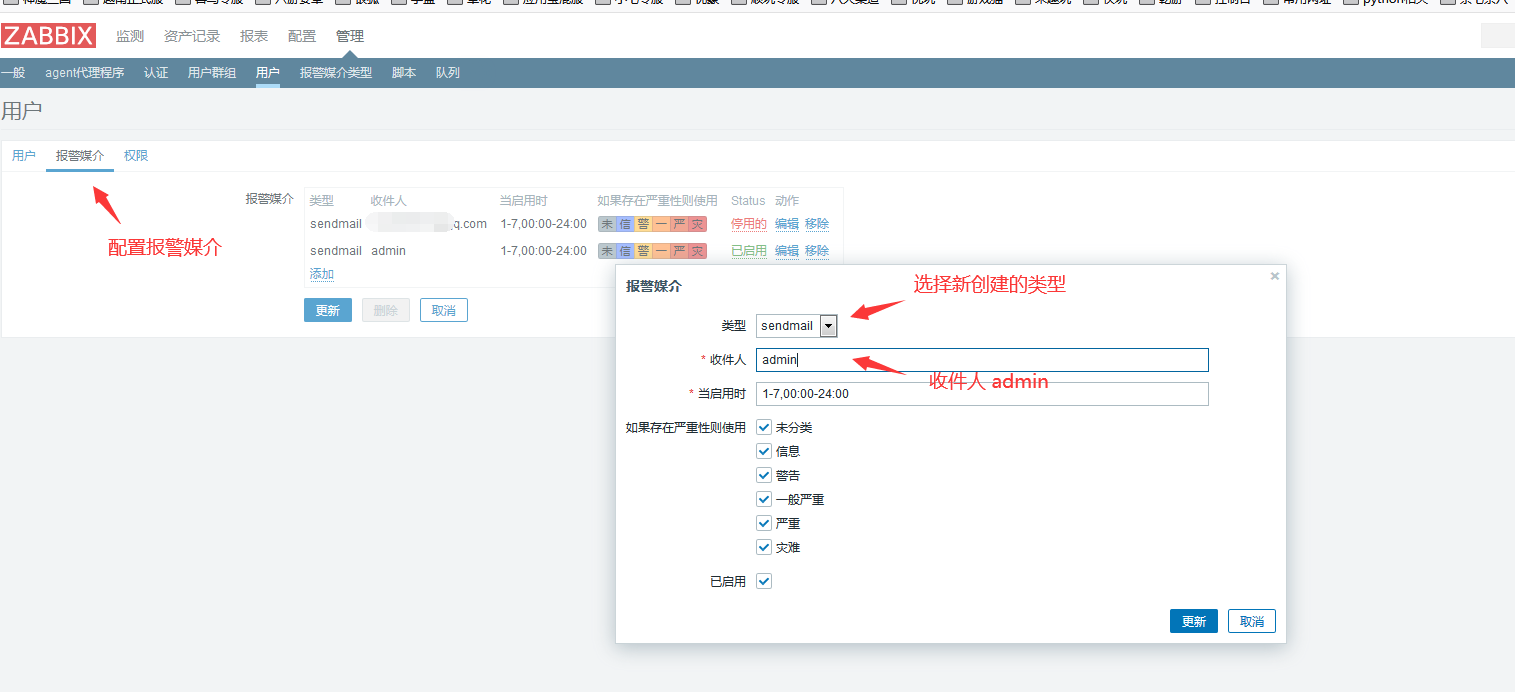 ZABBIX 监测 资产记录 报表 配置 管理
一般 agent代理程序 认证 用户群组 用户 报警媒介类型 脚本 队列
用户
用户 报警媒介 权限
报警媒介 类型 收件人 当启用时 如果存在严重性则使用 Status 动作
sendmail q.com 1-7,00:00-24:00 未 信 警 一 严 灾 停用的 编辑 移除
sendmail admin 1-7,00:00-24:00 未 信 警 一 严 灾 已启用 编辑 移除
添加
更新 删除 取消
配置报警媒介
报警媒介
选择新创建的类型
类型 sendmail
* 收件人 admin
收件人 admin
* 当启用时 1-7,00:00-24:00
如果存在严重性则使用 未分类
信息
警告
一般严重
严重
灾难
已启用
更新 取消